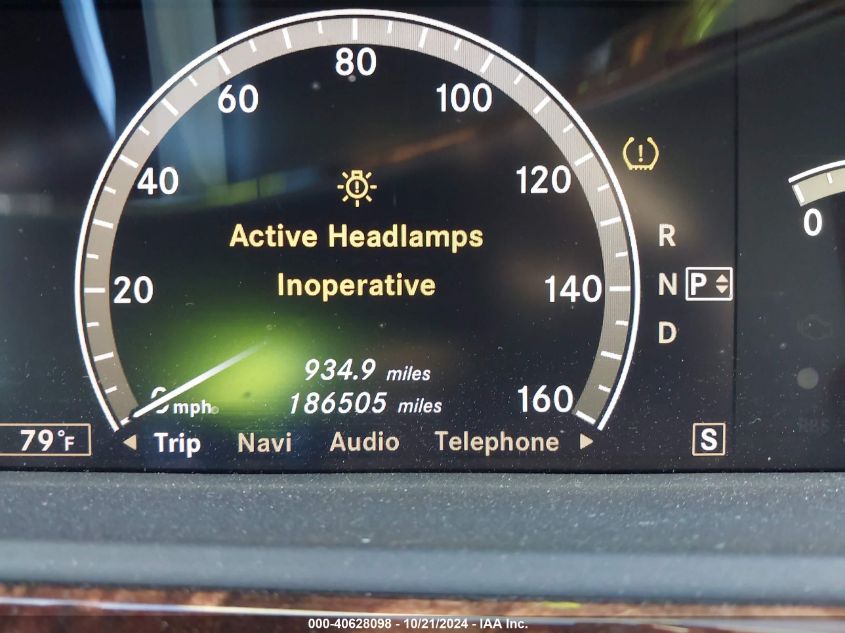 80
60 100
40 120
Active Headlamps
R
Inoperative
20 140 N P
0
D
934.9 miles
186505 miles 160
mph
79°F Trip Navi Audio Telephone S
000-40628098 - 10/21/2024 - IAA Inc.